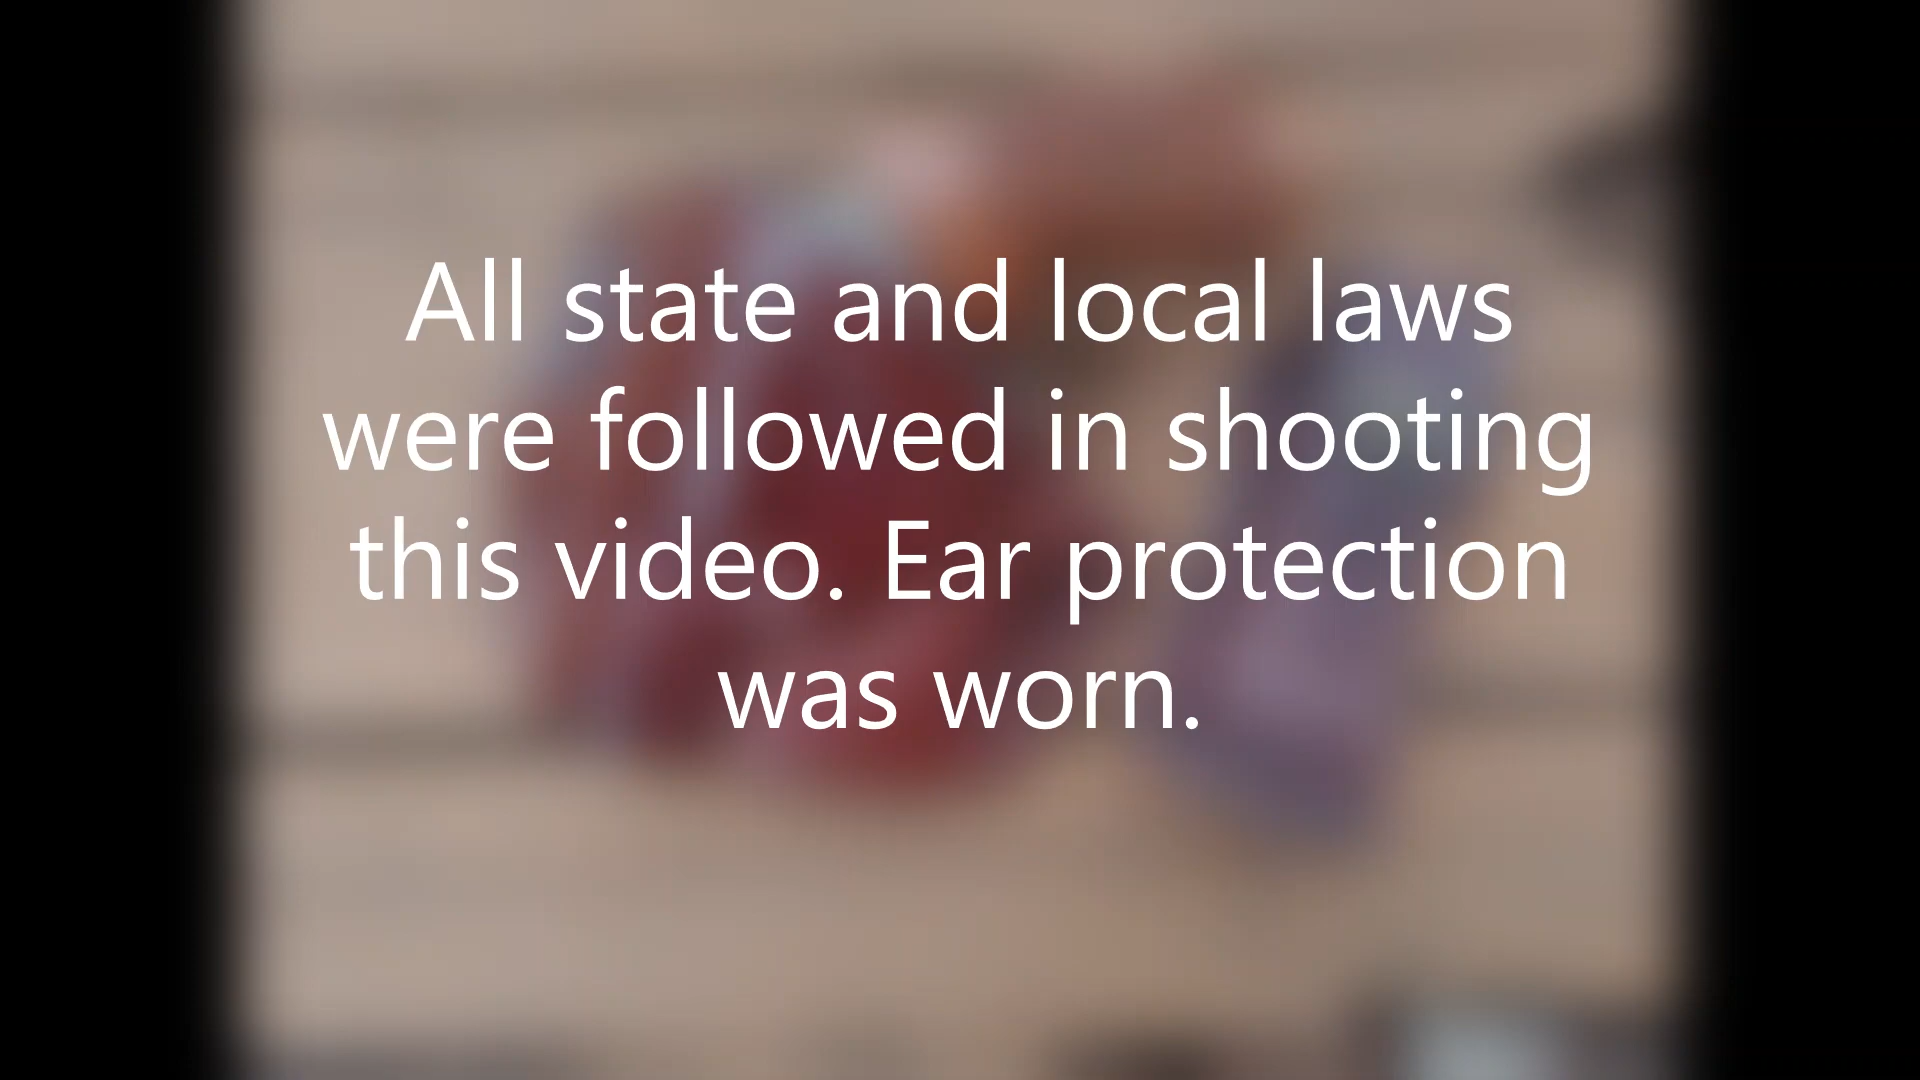 All state and local laws
were followed in shooting
this video. Ear protection
was worn.